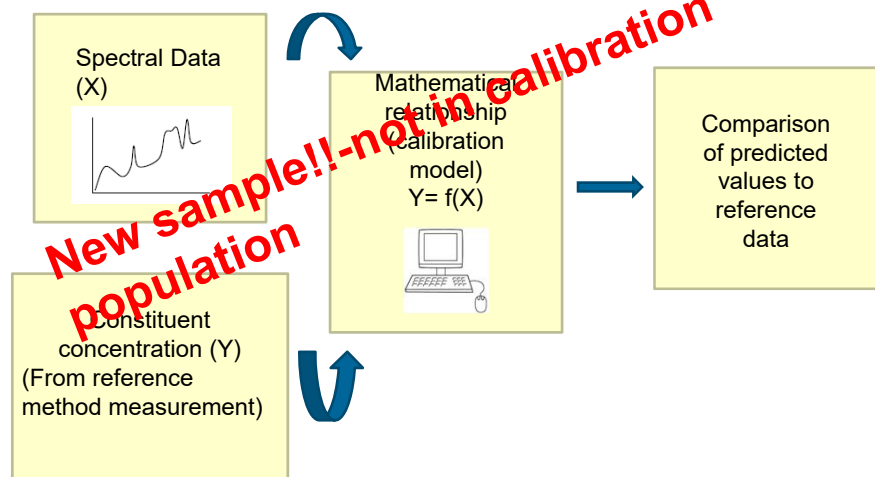 Spectral Data
(X)
Mathematical
relationship
(calibration
model)
Y= f(X)
Comparison
of predicted
values to
reference
data
New sample!!-not in calibration
population
Constituent
concentration (Y)
(From reference
method measurement)